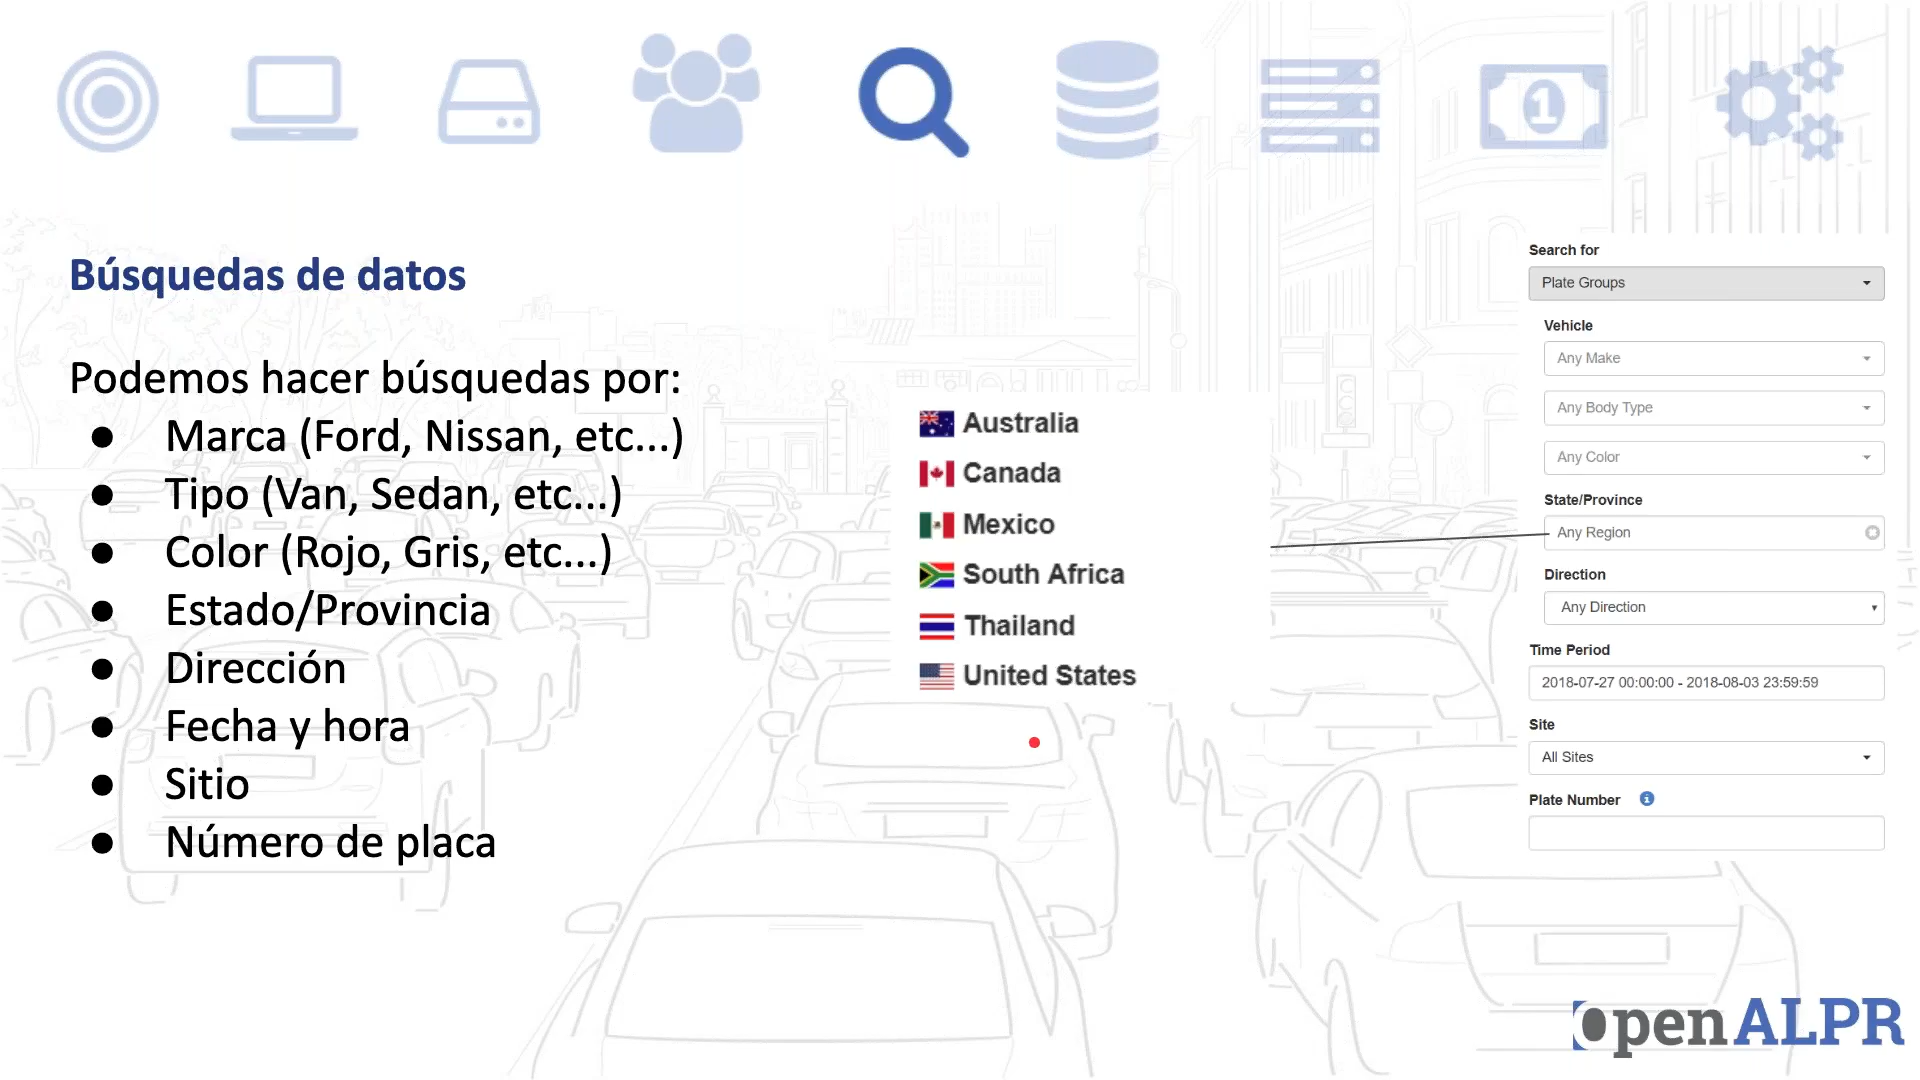 1
Búsquedas de datos
Podemos hacer búsquedas por:
● Marca (Ford, Nissan, etc...)
● Tipo (Van, Sedan, etc...)
● Color (Rojo, Gris, etc...)
● Estado/Provincia
● Dirección
● Fecha y hora
● Sitio
● Número de placa
Australia
Canada
Mexico
South Africa
Thailand
United States
Search for
Plate Groups
Vehicle
Any Make
Any Body Type
Any Color
State/Province
Any Region
Direction
Any Direction
Time Period
2018-07-27 00:00:00 - 2018-08-03 23:59:59
Site
All Sites
Plate Number
openALPR